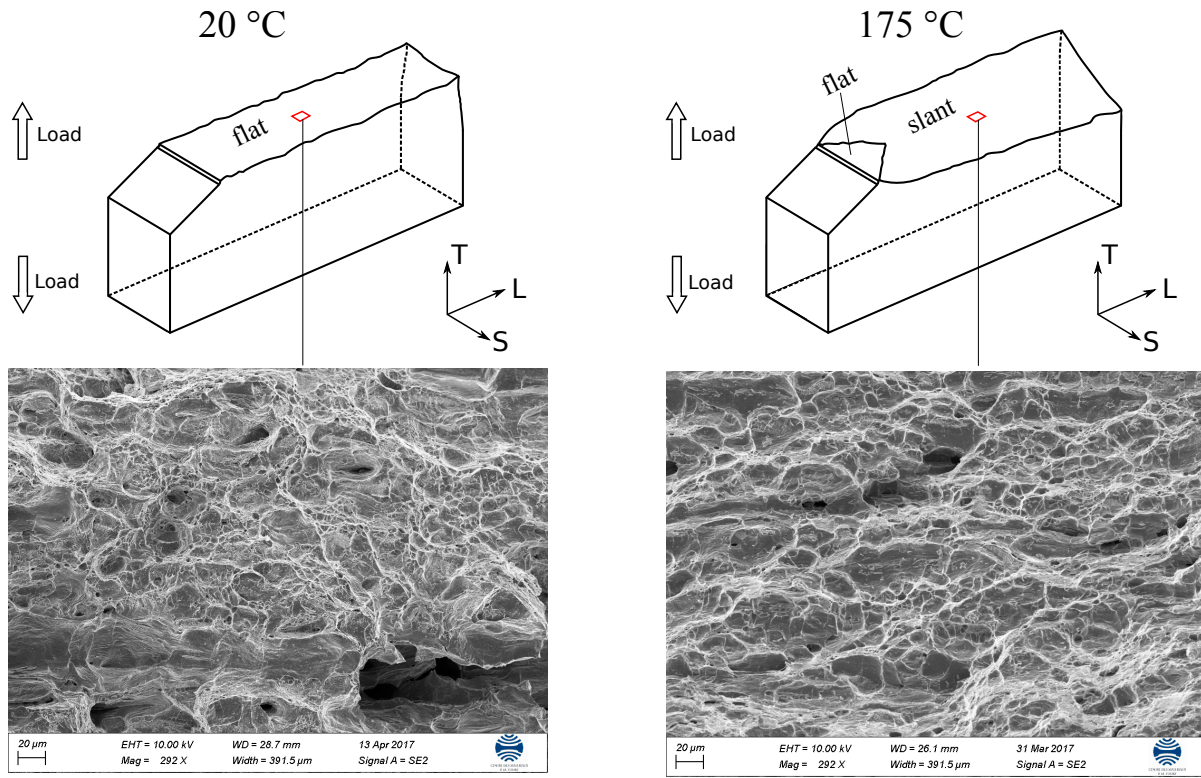 20 °C
175 °C
flat
Load
flat
slant
Load
Load
Load
T
L
S
T
L
S
20 µm
EHT = 10.00 kV
WD = 28.7 mm
13 Apr 2017
Mag = 292 X
Width = 391.5 µm
Signal A = SE2
20 µm
EHT = 10.00 kV
WD = 26.1 mm
31 Mar 2017
Mag = 292 X
Width = 391.5 µm
Signal A = SE2